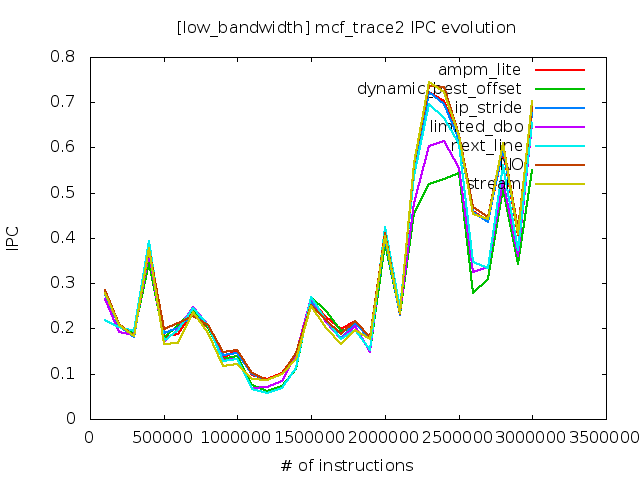 [low_bandwidth] mcf_trace2 IPC evolution
0.8
0.7
0.6
0.5
0.4
0.3
0.2
0.1
0
IPC
ampm_lite
dynamic_best_offset
ip_stride
limited_dbo
next_line
stream
0 500000 1000000 1500000 2000000 2500000 3000000 3500000
# of instructions